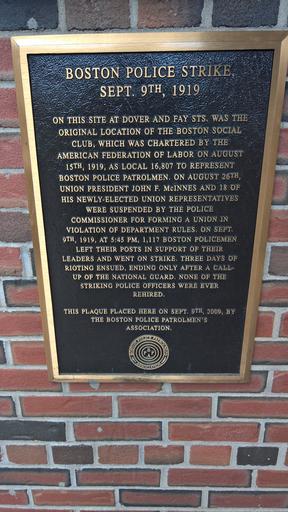 BOSTON POLICE STRIKE,
SEPT. 9TH, 1919
ON THIS SITE AT DOVER AND FAY STS. WAS THE
ORIGINAL LOCATION OF THE BOSTON SOCIAL
CLUB, WHICH WAS CHARTERED BY THE
AMERICAN FEDERATION OF LABOR ON AUGUST
15TH, 1919, AS LOCAL 16,807 TO REPRESENT
BOSTON POLICE PATROLMEN. ON AUGUST 26TH,
UNION PRESIDENT JOHN F. MCINNES AND 18 OF
HIS NEWLY-ELECTED UNION REPRESENTATIVES
WERE SUSPENDED BY THE POLICE
COMMISSIONER FOR FORMING A UNION IN
VIOLATION OF DEPARTMENT RULES. ON SEPT.
9TH, 1919, AT 5:45 PM, 1,117 BOSTON POLICEMEN
LEFT THEIR POSTS IN SUPPORT OF THEIR
LEADERS AND WENT ON STRIKE. THREE DAYS OF
RIOTING ENSUED, ENDING ONLY AFTER A CALL-
UP OF THE NATIONAL GUARD. NONE OF THE
STRIKING POLICE OFFICERS WERE EVER
REHIRED.
THIS PLAQUE PLACED HERE ON SEPT. 9TH, 2009, BY
THE BOSTON POLICE PATROLMEN'S
ASSOCIATION.